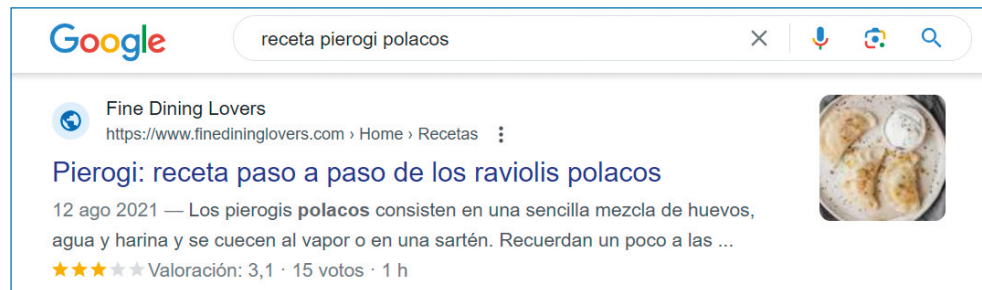 Google
receta pierogi polacos
Fine Dining Lovers
https://www.finedininglovers.com › Home › Recetas
Pierogi: receta paso a paso de los raviolis polacos
12 ago 2021 — Los pierogis polacos consisten en una sencilla mezcla de huevos,
agua y harina y se cuecen al vapor o en una sartén. Recuerdan un poco a las ...
Valoración: 3,1 · 15 votos · 1 h